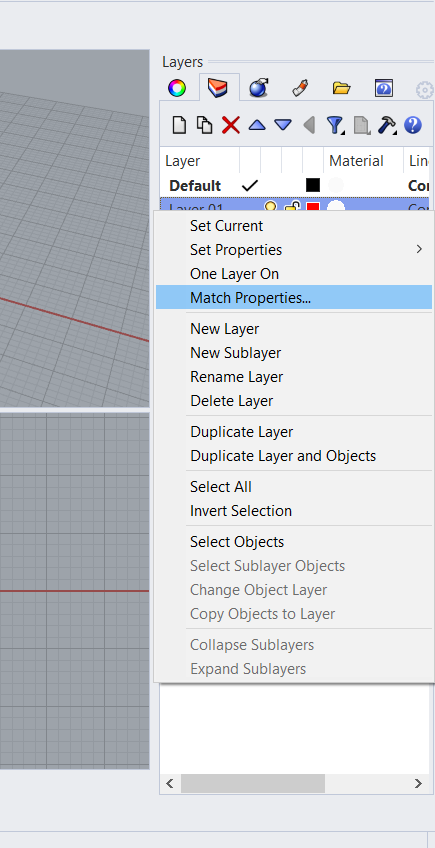 Layers
Layer Material Lin
Default Co
Layer 01 Co
Set Current
Set Properties
One Layer On
Match Properties...
New Layer
New Sublayer
Rename Layer
Delete Layer
Duplicate Layer
Duplicate Layer and Objects
Select All
Invert Selection
Select Objects
Select Sublayer Objects
Change Object Layer
Copy Objects to Layer
Collapse Sublayers
Expand Sublayers